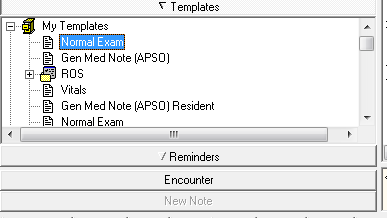 Templates
My Templates
Normal Exam
Gen Med Note (APSO)
ROS
Vitals
Gen Med Note (APSO) Resident
Normal Exam
Reminders
Encounter
New Note